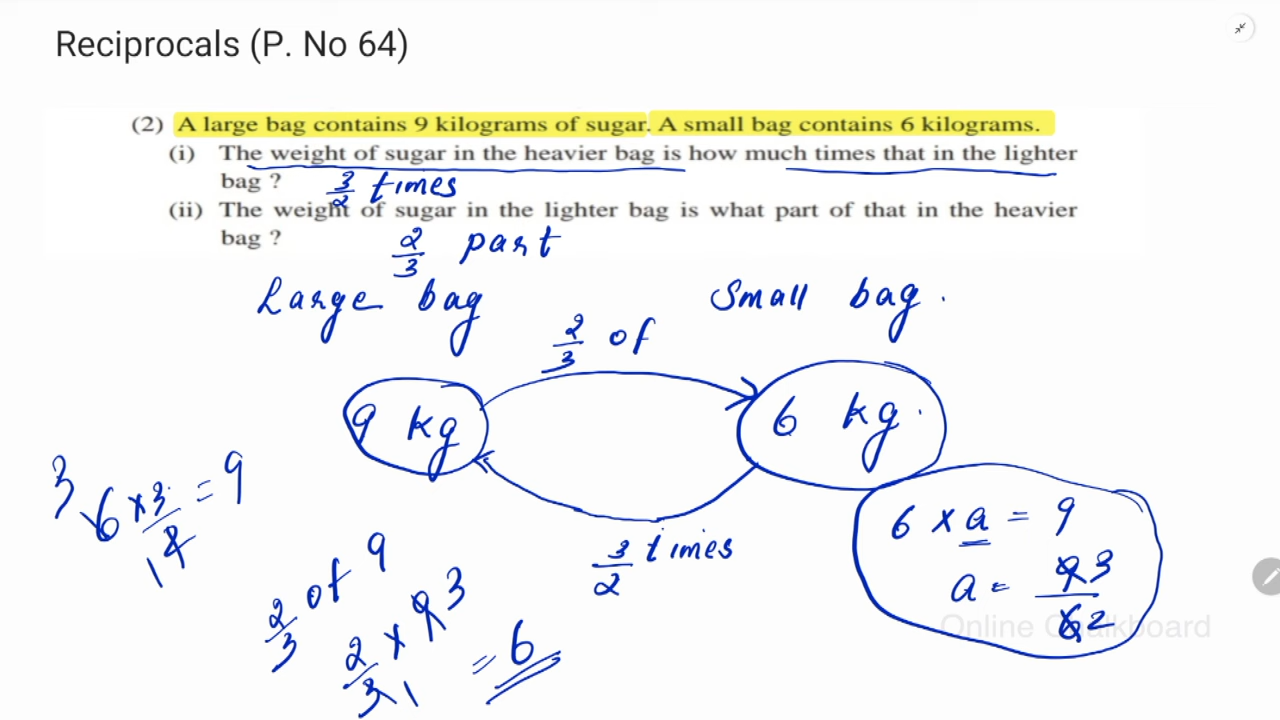 Reciprocals (P. No 64)
(2) A large bag contains 9 kilograms of sugar. A small bag contains 6 kilograms.
(i) The weight of sugar in the heavier bag is how much times that in the lighter
bag ? 3/2 times
(ii) The weight of sugar in the lighter bag is what part of that in the heavier
bag ? 2/3 part
Large bag
Small bag.
2/3 of
9 kg
6 kg.
3/2 times
3 6 × 3/2 = 9
1
2/3 of 9
2/3 × 9 3
1
= 6
6 × a = 9
a = 9 3
6 2
Online Chalkboard